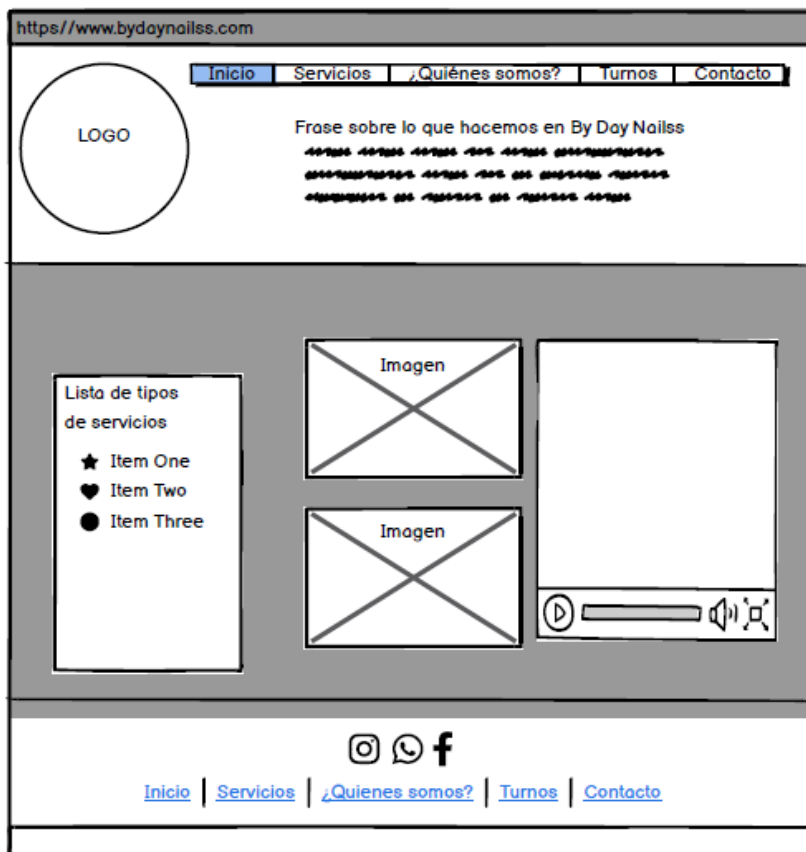 https//www.bydaynailss.com
Inicio Servicios ¿Quiénes somos? Turnos Contacto
LOGO
Frase sobre lo que hacemos en By Day Nailss
Lista de tipos
de servicios
Item One
Item Two
Item Three
Imagen
Imagen
Inicio | Servicios | ¿Quienes somos? | Turnos | Contacto